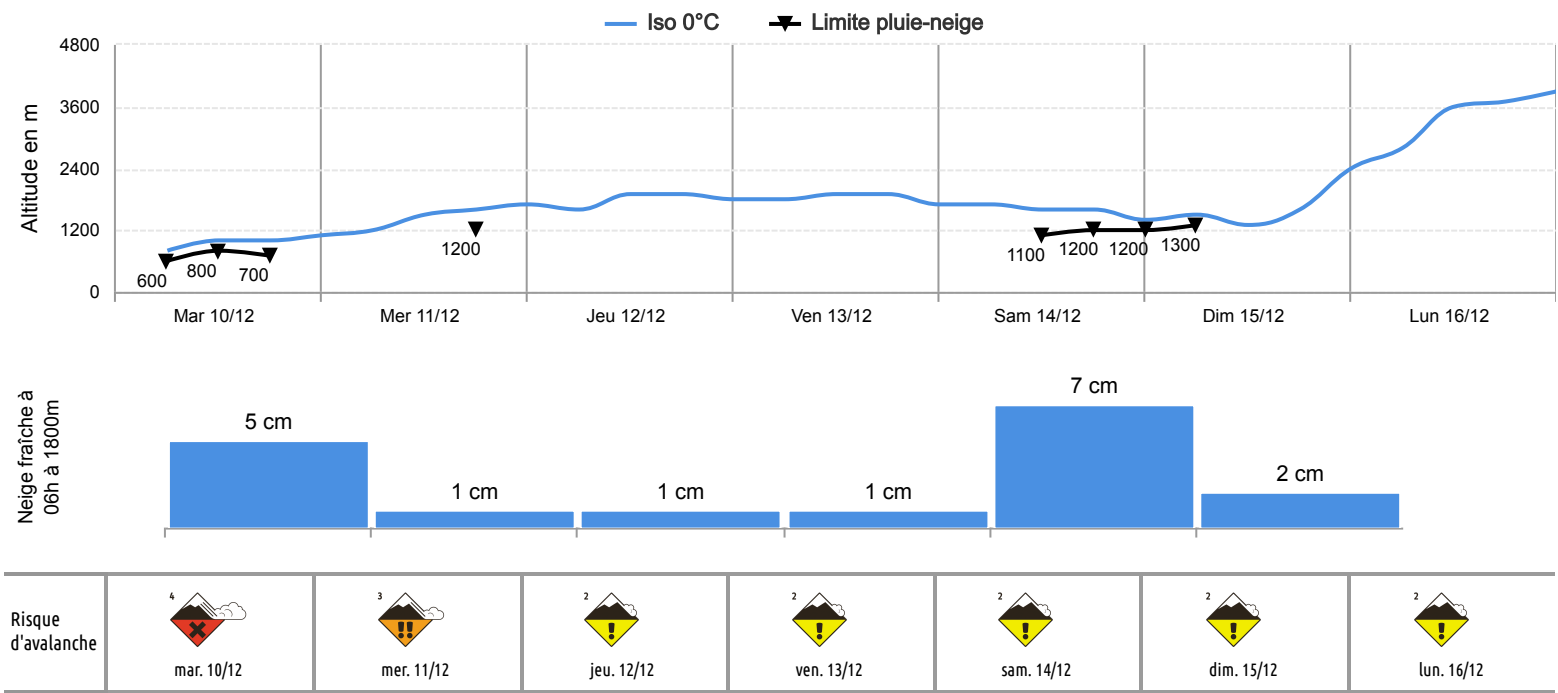 Iso 0°C Limite pluie-neige
Altitude en m
4800
3600
2400
1200
0
600 800 700 1200 1100 1200 1200 1300
Mar 10/12 Mer 11/12 Jeu 12/12 Ven 13/12 Sam 14/12 Dim 15/12 Lun 16/12
Neige fraîche à
06h à 1800m
5 cm 1 cm 1 cm 1 cm 7 cm 2 cm
Risque
d'avalanche
4 3 2 2 2 2 2
mar. 10/12 mer. 11/12 jeu. 12/12 ven. 13/12 sam. 14/12 dim. 15/12 lun. 16/12